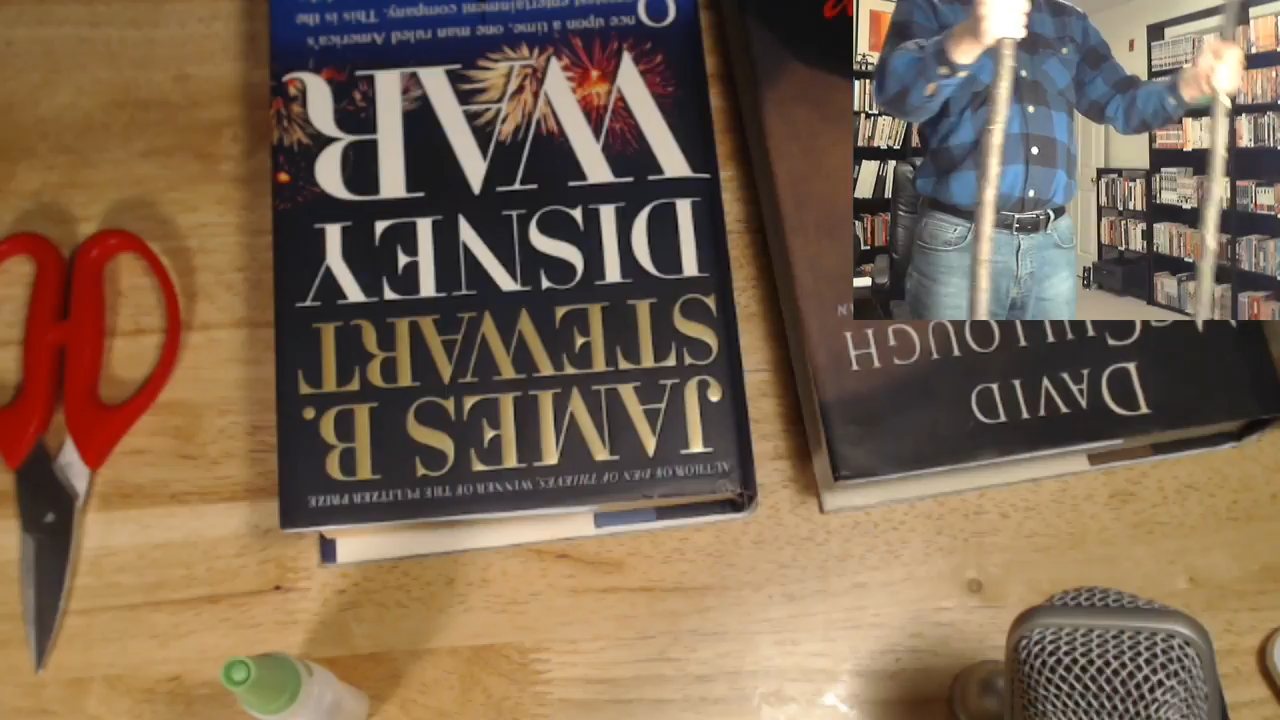 Once upon a time, one man ruled America's
greatest entertainment company. This is the
WAR
DISNEY
STEWART
JAMES B.
AUTHOR OF DEN OF THIEVES, WINNER OF THE PULITZER PRIZE
McCULLOUGH
DAVID